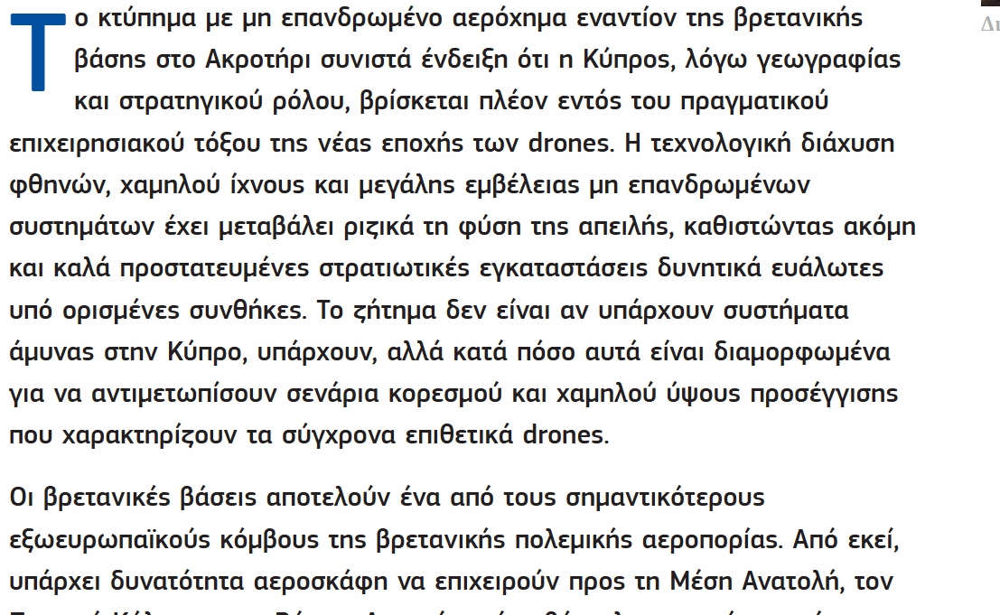 Το κτύπημα με μη επανδρωμένο αερόχημα εναντίον της βρετανικής
βάσης στο Ακροτήρι συνιστά ένδειξη ότι η Κύπρος, λόγω γεωγραφίας
και στρατηγικού ρόλου, βρίσκεται πλέον εντός του πραγματικού
επιχειρησιακού τόξου της νέας εποχής των drones. Η τεχνολογική διάχυση
φθηνών, χαμηλού ίχνους και μεγάλης εμβέλειας μη επανδρωμένων
συστημάτων έχει μεταβάλει ριζικά τη φύση της απειλής, καθιστώντας ακόμη
και καλά προστατευμένες στρατιωτικές εγκαταστάσεις δυνητικά ευάλωτες
υπό ορισμένες συνθήκες. Το ζήτημα δεν είναι αν υπάρχουν συστήματα
άμυνας στην Κύπρο, υπάρχουν, αλλά κατά πόσο αυτά είναι διαμορφωμένα
για να αντιμετωπίσουν σενάρια κορεσμού και χαμηλού ύψους προσέγγισης
που χαρακτηρίζουν τα σύγχρονα επιθετικά drones.
Οι βρετανικές βάσεις αποτελούν ένα από τους σημαντικότερους
εξωευρωπαϊκούς κόμβους της βρετανικής πολεμικής αεροπορίας. Από εκεί,
υπάρχει δυνατότητα αεροσκάφη να επιχειρούν προς τη Μέση Ανατολή, τον